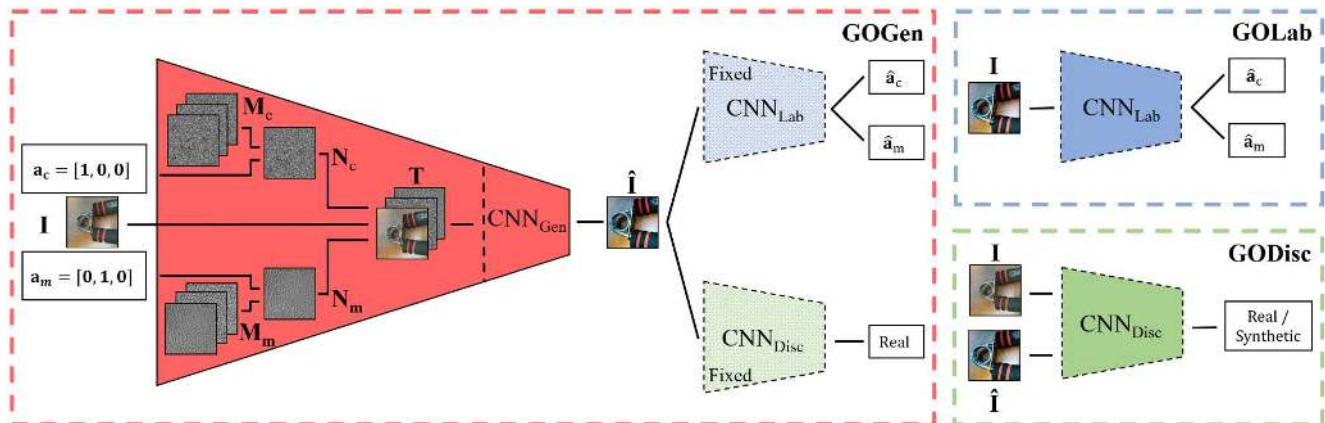 GOGen
Fixed
CNN_Lab
â_c
â_m
M_c
N_c
a_c = [1, 0, 0]
I
a_m = [0, 1, 0]
T
CNN_Gen
Î
N_m
M_m
CNN_Disc
Fixed
Real
GOLab
I
CNN_Lab
â_c
â_m
GODisc
I
CNN_Disc
Real /
Synthetic
Î